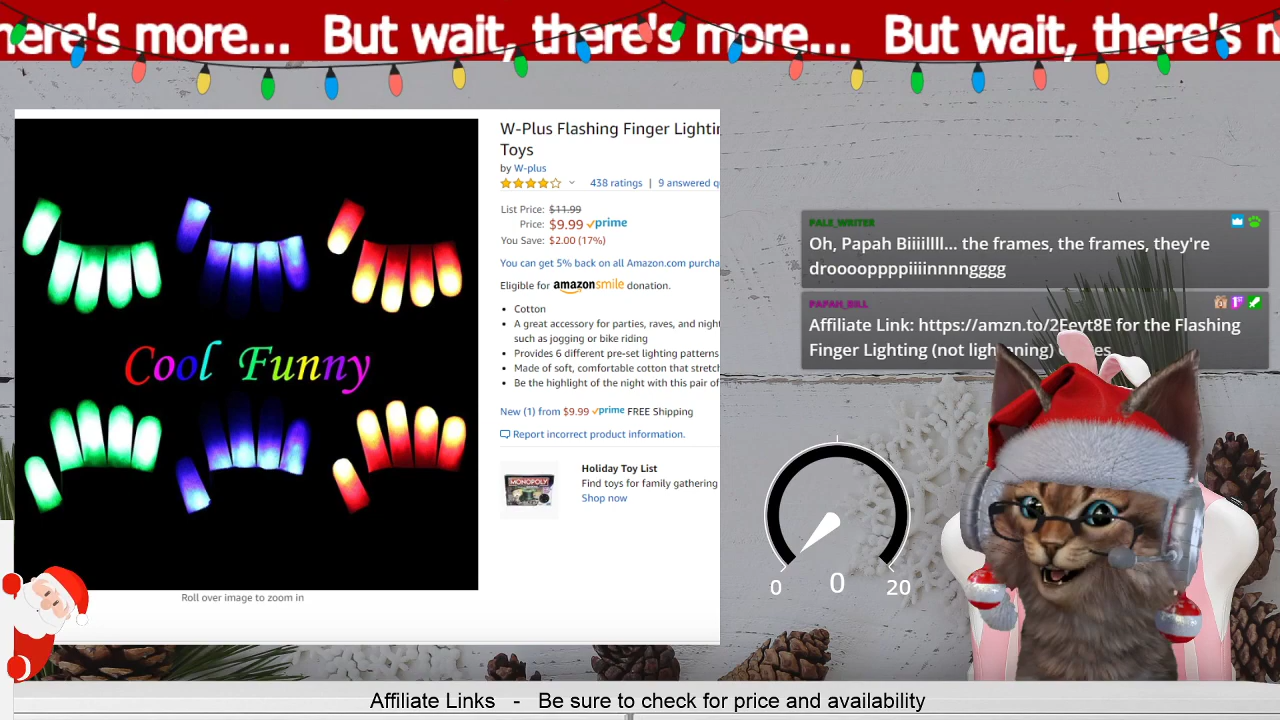 here's more... But wait, there's more... But wait, there's m
W-Plus Flashing Finger Lightin
Toys
by W-plus
438 ratings | 9 answered q
List Price: $11.99
Price: $9.99 prime
You Save: $2.00 (17%)
You can get 5% back on all Amazon.com purcha
Eligible for amazonsmile donation.
Cotton
A great accessory for parties, raves, and night
such as jogging or bike riding
Provides 6 different pre-set lighting patterns
Made of soft, comfortable cotton that stretch
Be the highlight of the night with this pair of
New (1) from $9.99 prime FREE Shipping
Report incorrect product information.
MONOPOLY
Holiday Toy List
Find toys for family gathering
Shop now
Cool Funny
Roll over image to zoom in
PALE_WRITER
Oh, Papah Biiiillll... the frames, the frames, they're
drooooppppiiiinnnngggg
PAPAH_BILL
Affiliate Link: https://amzn.to/2Eeyt8E for the Flashing
Finger Lighting (not lightening)
0 0 20
Affiliate Links - Be sure to check for price and availability